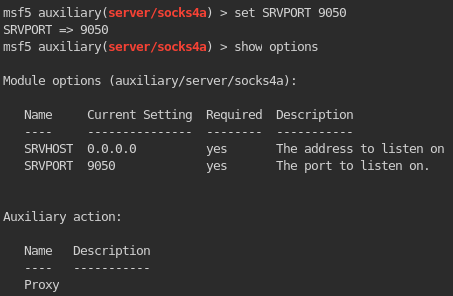 msf5 auxiliary(server/socks4a) > set SRVPORT 9050
SRVPORT => 9050
msf5 auxiliary(server/socks4a) > show options
Module options (auxiliary/server/socks4a):
Name Current Setting Required Description
---- --------------- -------- -----------
SRVHOST 0.0.0.0 yes The address to listen on
SRVPORT 9050 yes The port to listen on.
Auxiliary action:
Name Description
---- -----------
Proxy